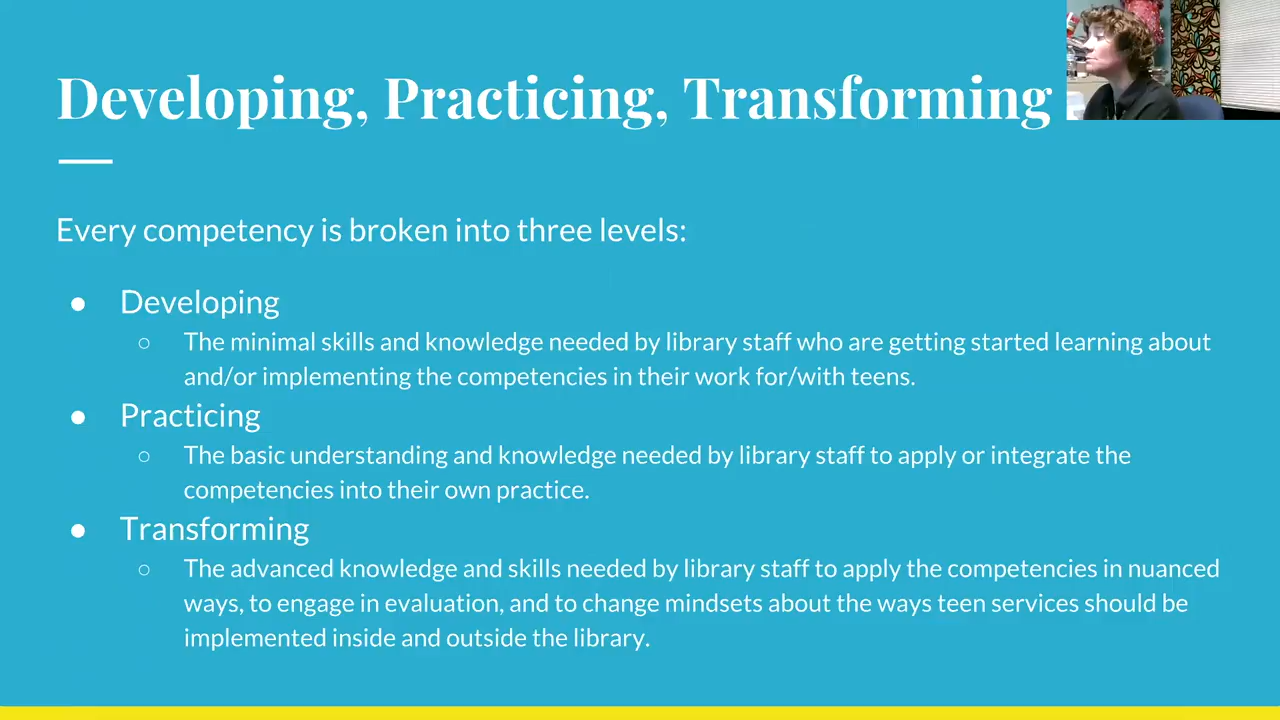 Developing, Practicing, Transforming
Every competency is broken into three levels:
● Developing
○ The minimal skills and knowledge needed by library staff who are getting started learning about
and/or implementing the competencies in their work for/with teens.
● Practicing
○ The basic understanding and knowledge needed by library staff to apply or integrate the
competencies into their own practice.
● Transforming
○ The advanced knowledge and skills needed by library staff to apply the competencies in nuanced
ways, to engage in evaluation, and to change mindsets about the ways teen services should be
implemented inside and outside the library.